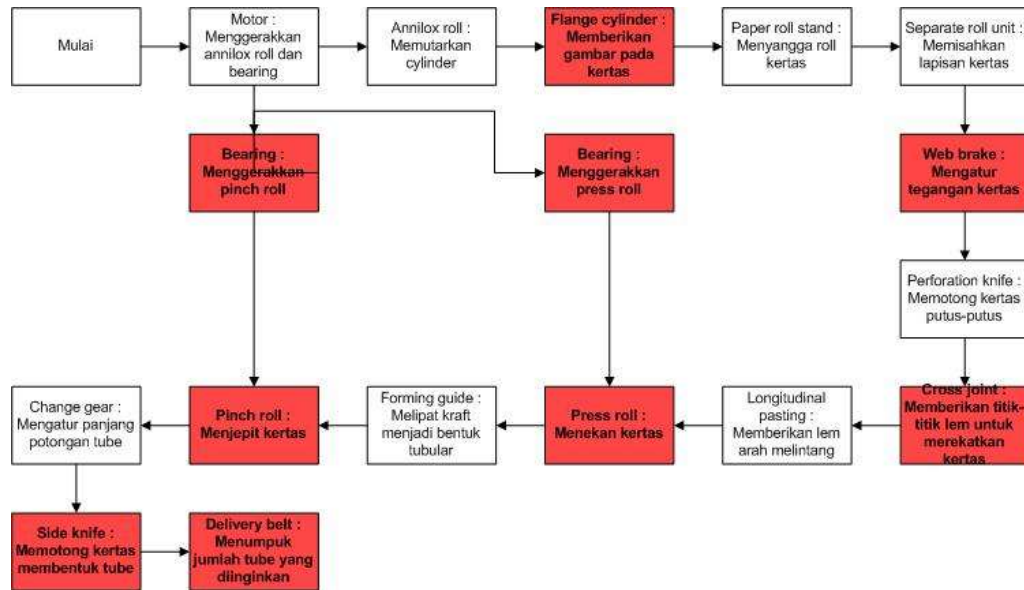 Mulai
Motor :
Menggerakkan
annilox roll dan
bearing
Annilox roll :
Memutarkan
cylinder
Flange cylinder :
Memberikan
gambar pada
kertas
Paper roll stand :
Menyangga roll
kertas
Separate roll unit :
Memisahkan
lapisan kertas
Bearing :
Menggerakkan
pinch roll
Bearing :
Menggerakkan
press roll
Web brake :
Mengatur
tegangan kertas
Perforation knife :
Memotong kertas
putus-putus
Change gear :
Mengatur panjang
potongan tube
Pinch roll :
Menjepit kertas
Forming guide :
Melipat kraft
menjadi bentuk
tubular
Press roll :
Menekan kertas
Longitudinal
pasting :
Memberikan lem
arah melintang
Cross joint :
Memberikan titik-
titik lem untuk
merekatkan
kertas
Side knife :
Memotong kertas
membentuk tube
Delivery belt :
Menumpuk
jumlah tube yang
diinginkan